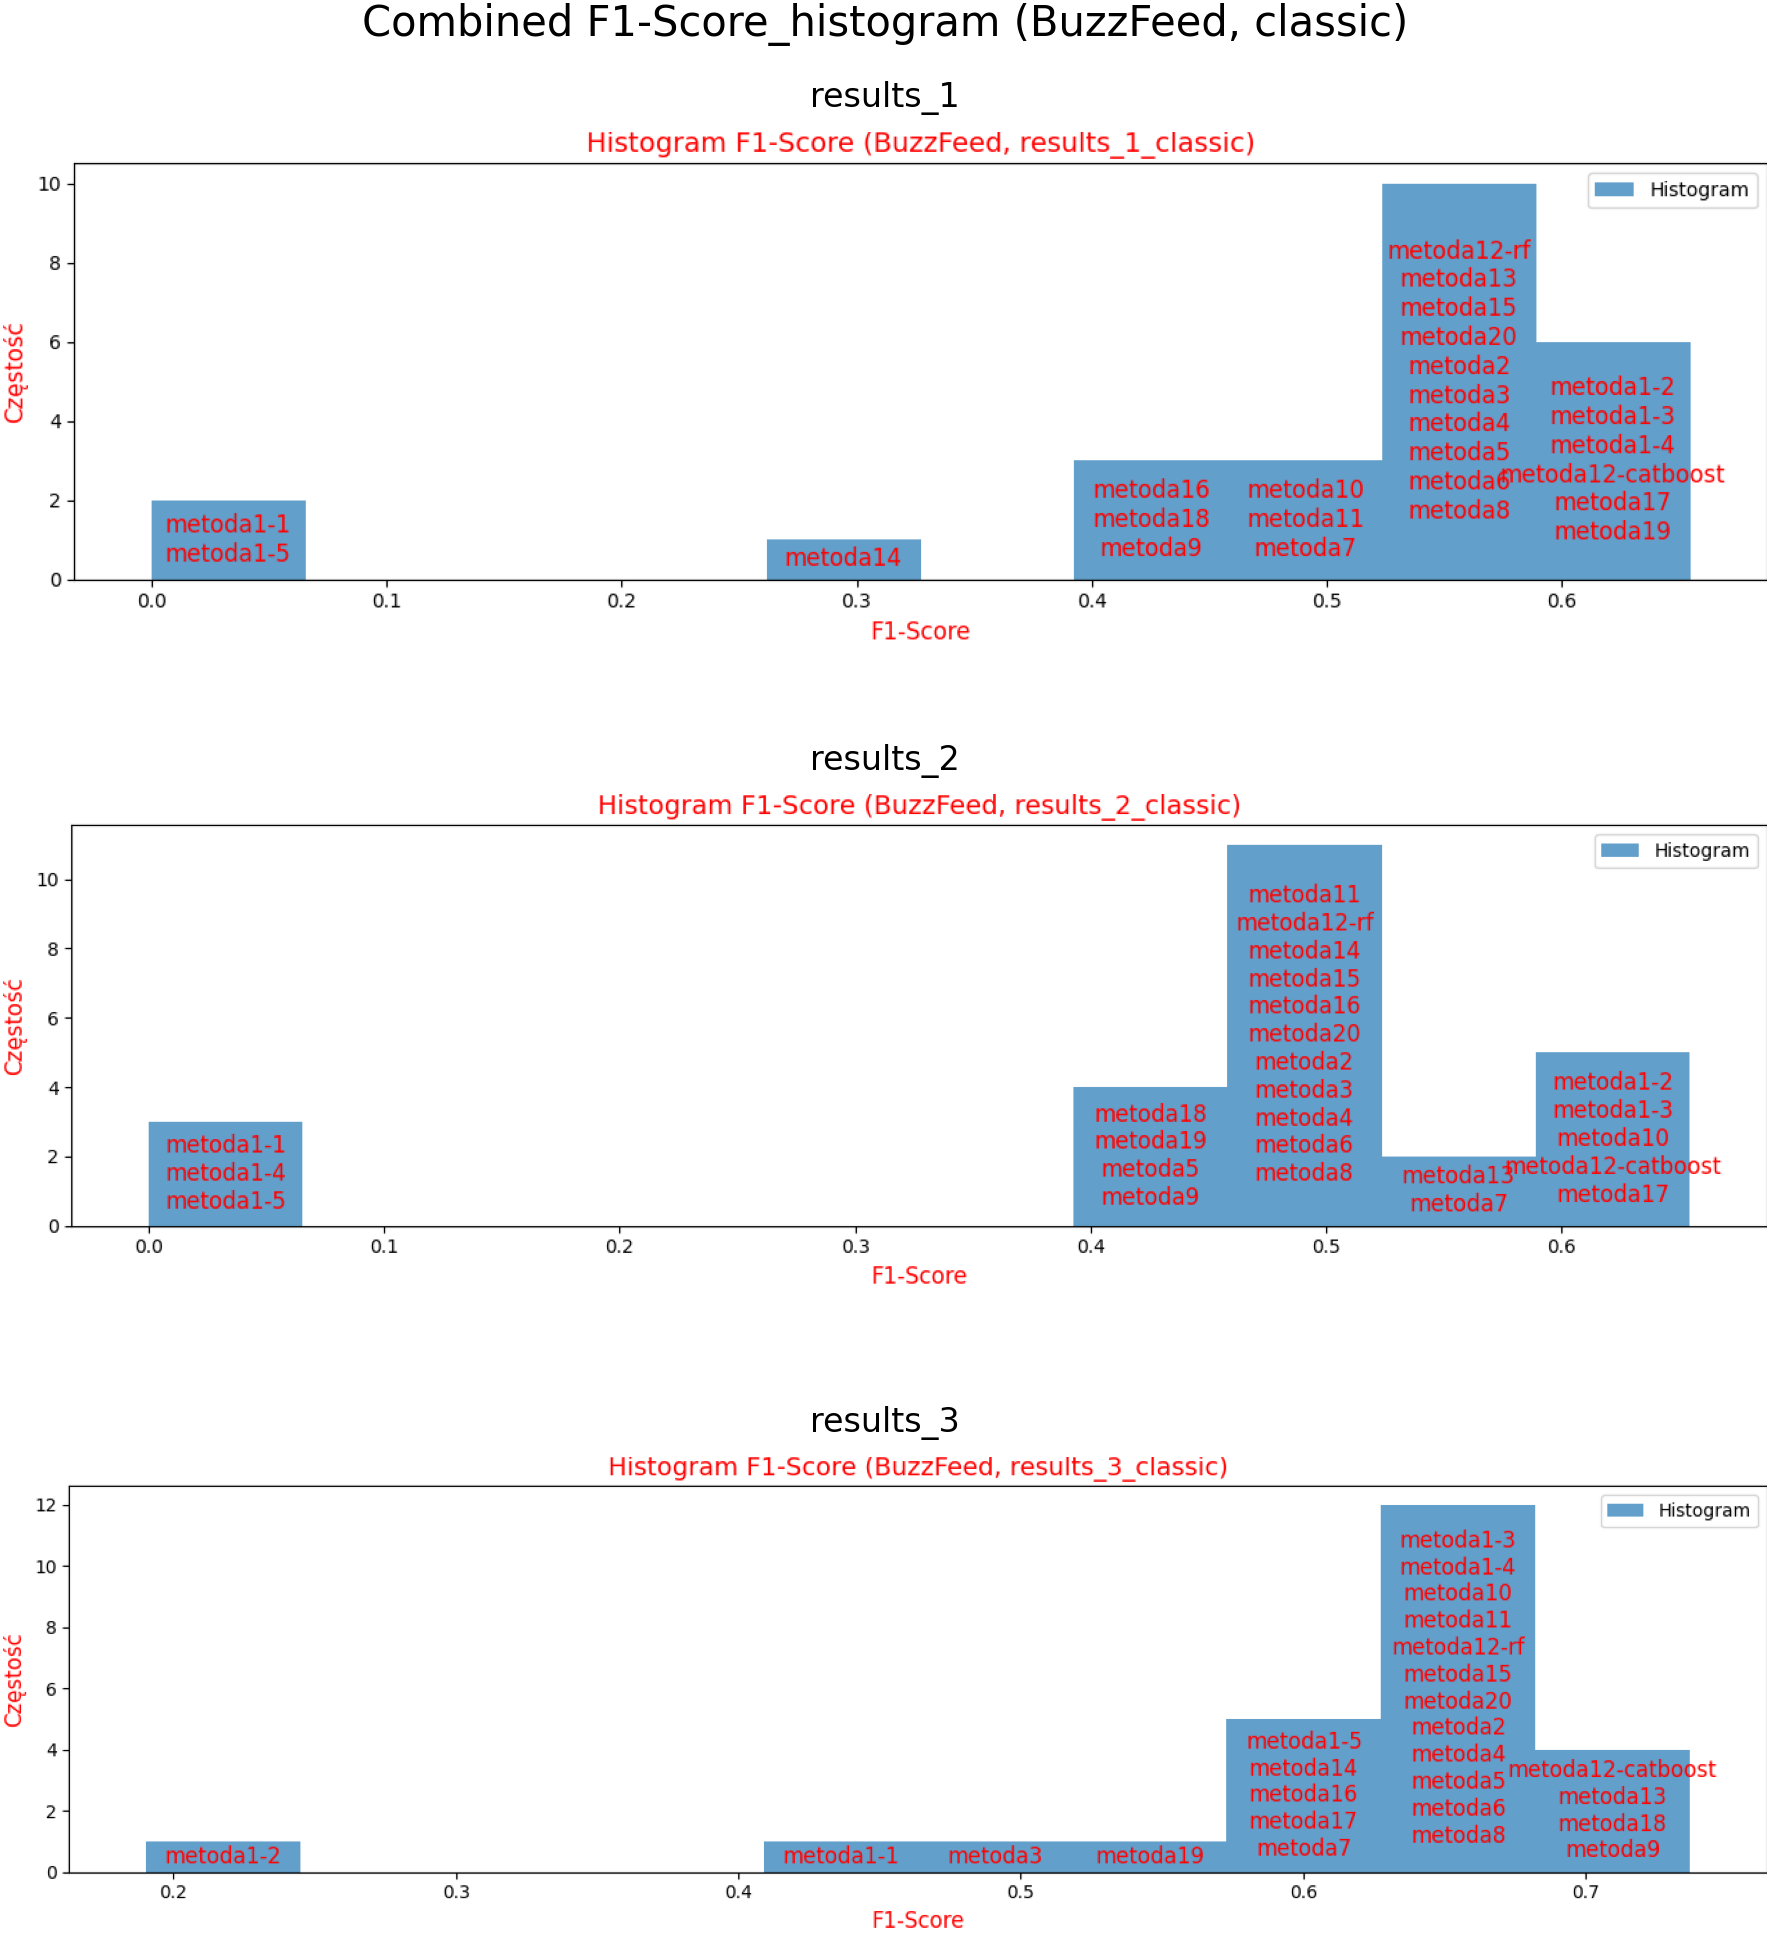 Combined F1-Score_histogram (BuzzFeed, classic)
results_1
Histogram F1-Score (BuzzFeed, results_1_classic)
Histogram
Częstość
10
8
6
4
2
0
metoda1-1
metoda1-5
metoda14
metoda16
metoda18
metoda9
metoda10
metoda11
metoda7
metoda12-rf
metoda13
metoda15
metoda20
metoda2
metoda3
metoda4
metoda5
metoda6
metoda8
metoda1-2
metoda1-3
metoda1-4
metoda12-catboost
metoda17
metoda19
0.0 0.1 0.2 0.3 0.4 0.5 0.6
F1-Score
results_2
Histogram F1-Score (BuzzFeed, results_2_classic)
Histogram
Częstość
10
8
6
4
2
0
metoda1-1
metoda1-4
metoda1-5
metoda18
metoda19
metoda5
metoda9
metoda11
metoda12-rf
metoda14
metoda15
metoda16
metoda20
metoda2
metoda3
metoda4
metoda6
metoda8
metoda13
metoda7
metoda1-2
metoda1-3
metoda10
metoda12-catboost
metoda17
0.0 0.1 0.2 0.3 0.4 0.5 0.6
F1-Score
results_3
Histogram F1-Score (BuzzFeed, results_3_classic)
Histogram
Częstość
12
10
8
6
4
2
0
metoda1-2
metoda1-1
metoda3
metoda19
metoda1-5
metoda14
metoda16
metoda17
metoda7
metoda1-3
metoda1-4
metoda10
metoda11
metoda12-rf
metoda15
metoda20
metoda2
metoda4
metoda5
metoda6
metoda8
metoda12-catboost
metoda13
metoda18
metoda9
0.2 0.3 0.4 0.5 0.6 0.7
F1-Score